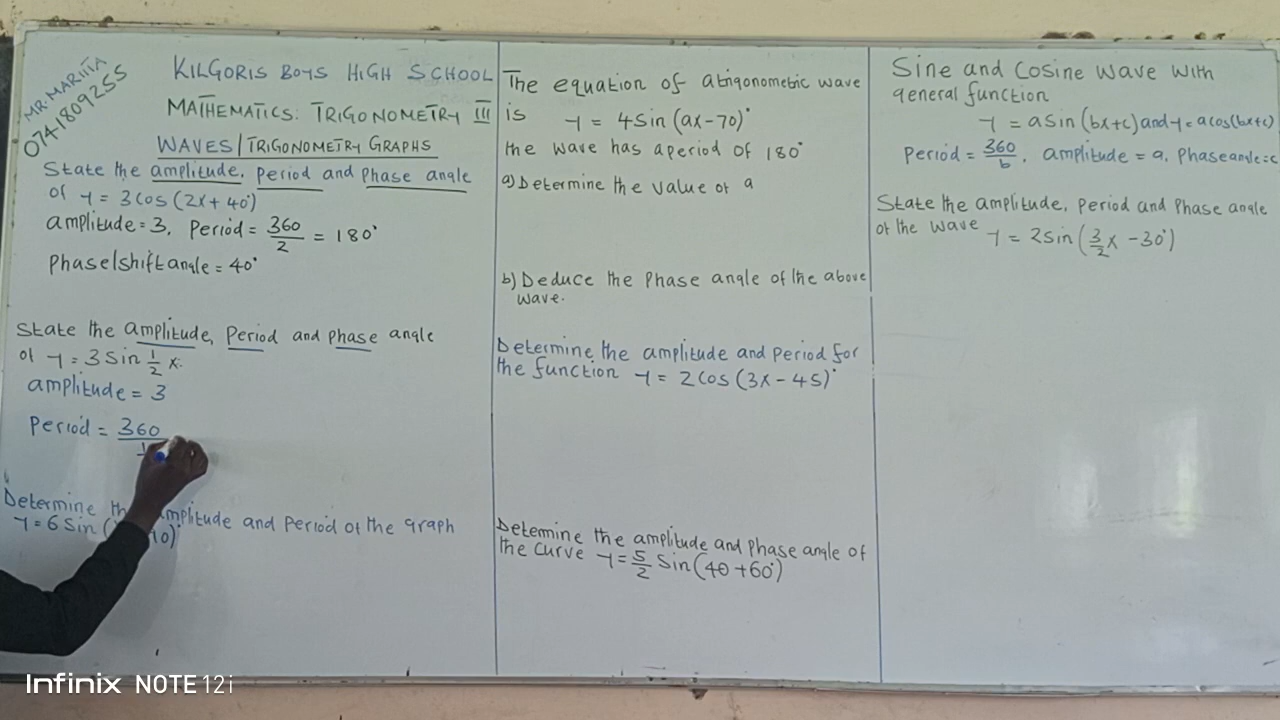 MR. MARITA
0741809255
KILGORIS BOYS HIGH SCHOOL
MATHEMATICS: TRIGONOMETRY III
WAVES/TRIGONOMETRY GRAPHS
State the amplitude, period and phase angle
of y = 3cos(2x+40°)
amplitude = 3, Period = 360/2 = 180°
Phase/shift angle = 40°
State the amplitude, Period and phase angle
of y = 3 Sin 1/2 x.
amplitude = 3
Period = 360
Determine the amplitude and Period of the graph
y = 6 Sin ( 10)°
The equation of a trigonometric wave
is y = 4 Sin (ax-70)°
the wave has a period of 180°
a) Determine the value of a
b) Deduce the Phase angle of the above
wave.
Determine the amplitude and Period for
the function y = 2 Cos (3x - 45)°
Detemine the amplitude and phase angle of
the curve y = 5/2 Sin(4θ+60°)
Sine and Cosine Wave with
general function
y = a Sin (bx+c) and y = a cos(bx+c)
Period = 360/b, amplitude = a, Phase angle = c
State the amplitude, Period and Phase angle
of the wave y = 2 Sin (3/2 x - 30°)
Infinix NOTE 12i